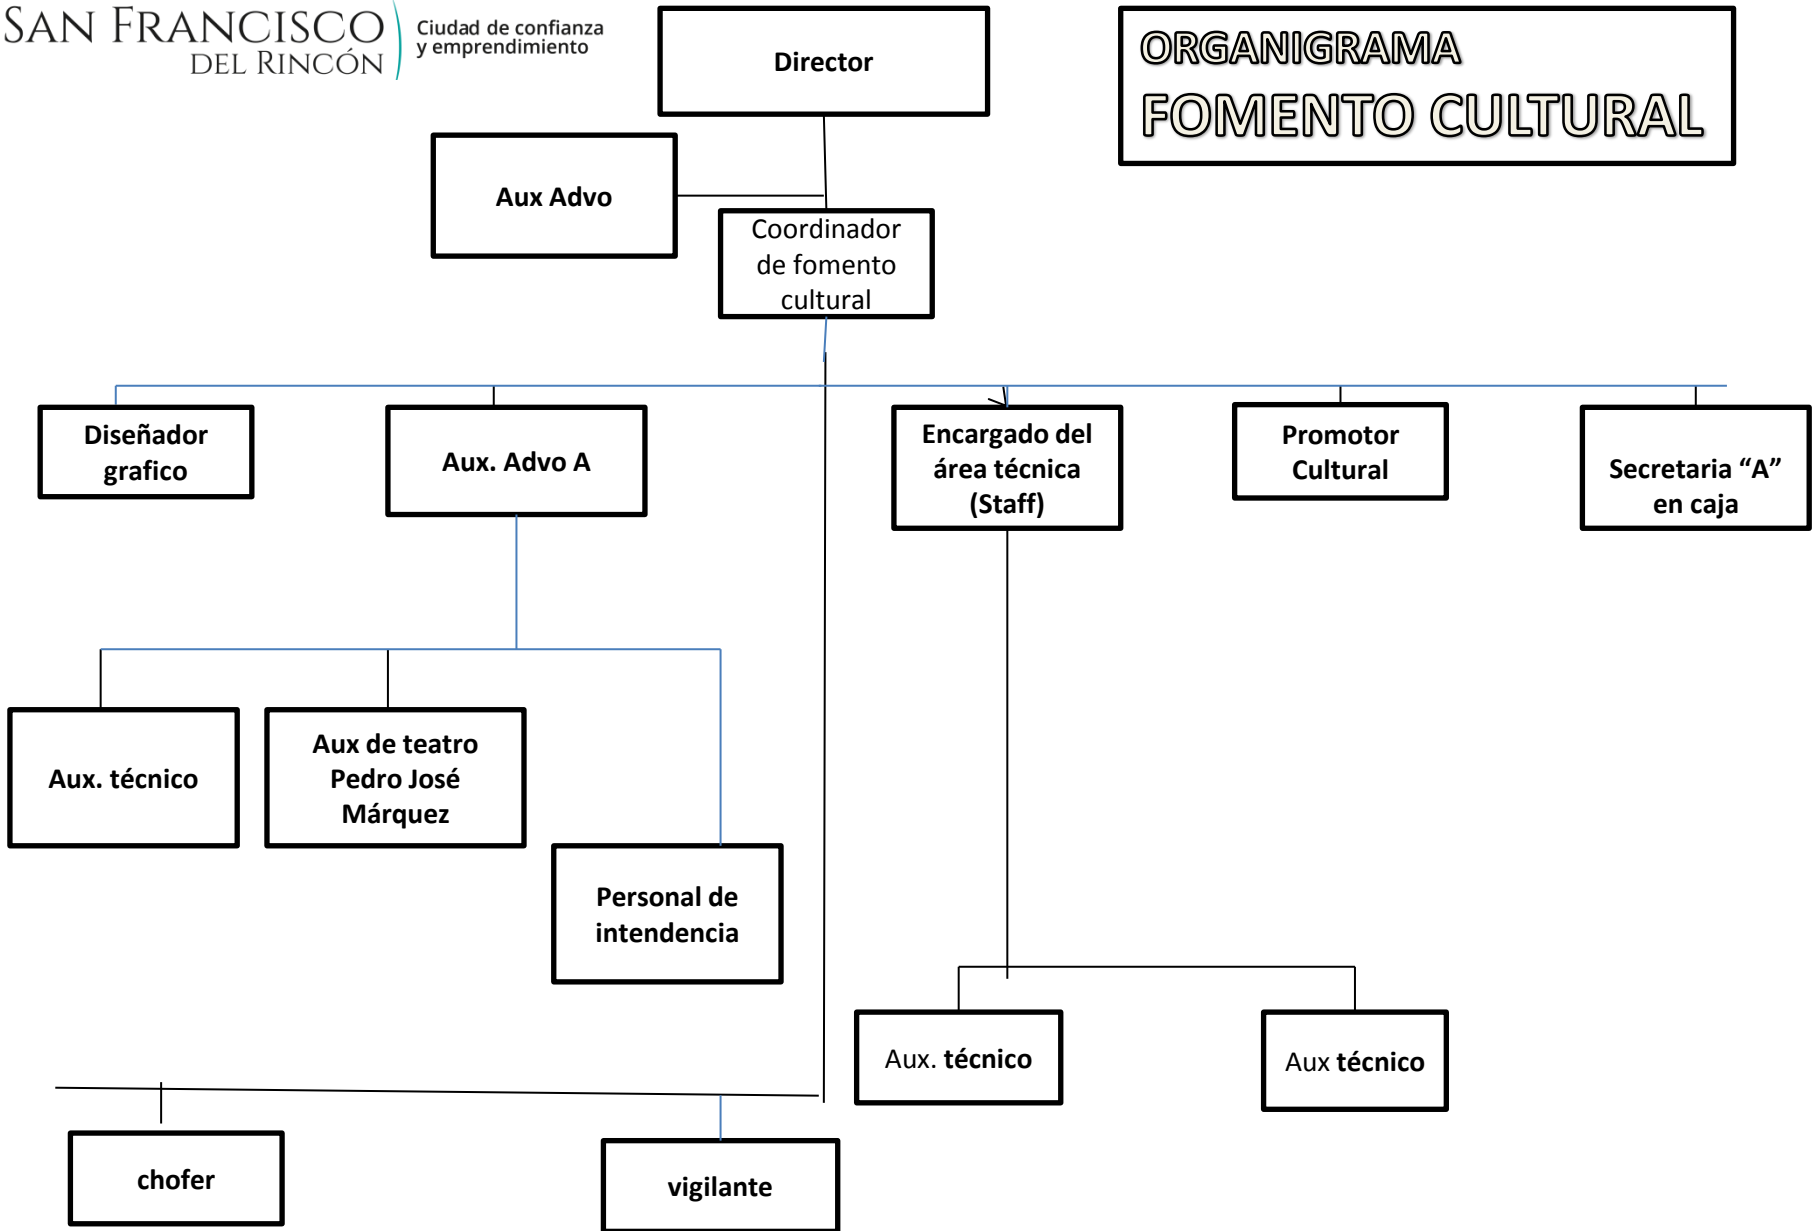 SAN FRANCISCO
DEL RINCÓN
Ciudad de confianza
y emprendimiento
Director
ORGANIGRAMA
FOMENTO CULTURAL
Aux Advo
Coordinador
de fomento
cultural
Diseñador
grafico
Aux. Advo A
Encargado del
área técnica
(Staff)
Promotor
Cultural
Secretaria “A”
en caja
Aux. técnico
Aux de teatro
Pedro José
Márquez
Personal de
intendencia
Aux. técnico
Aux técnico
chofer
vigilante